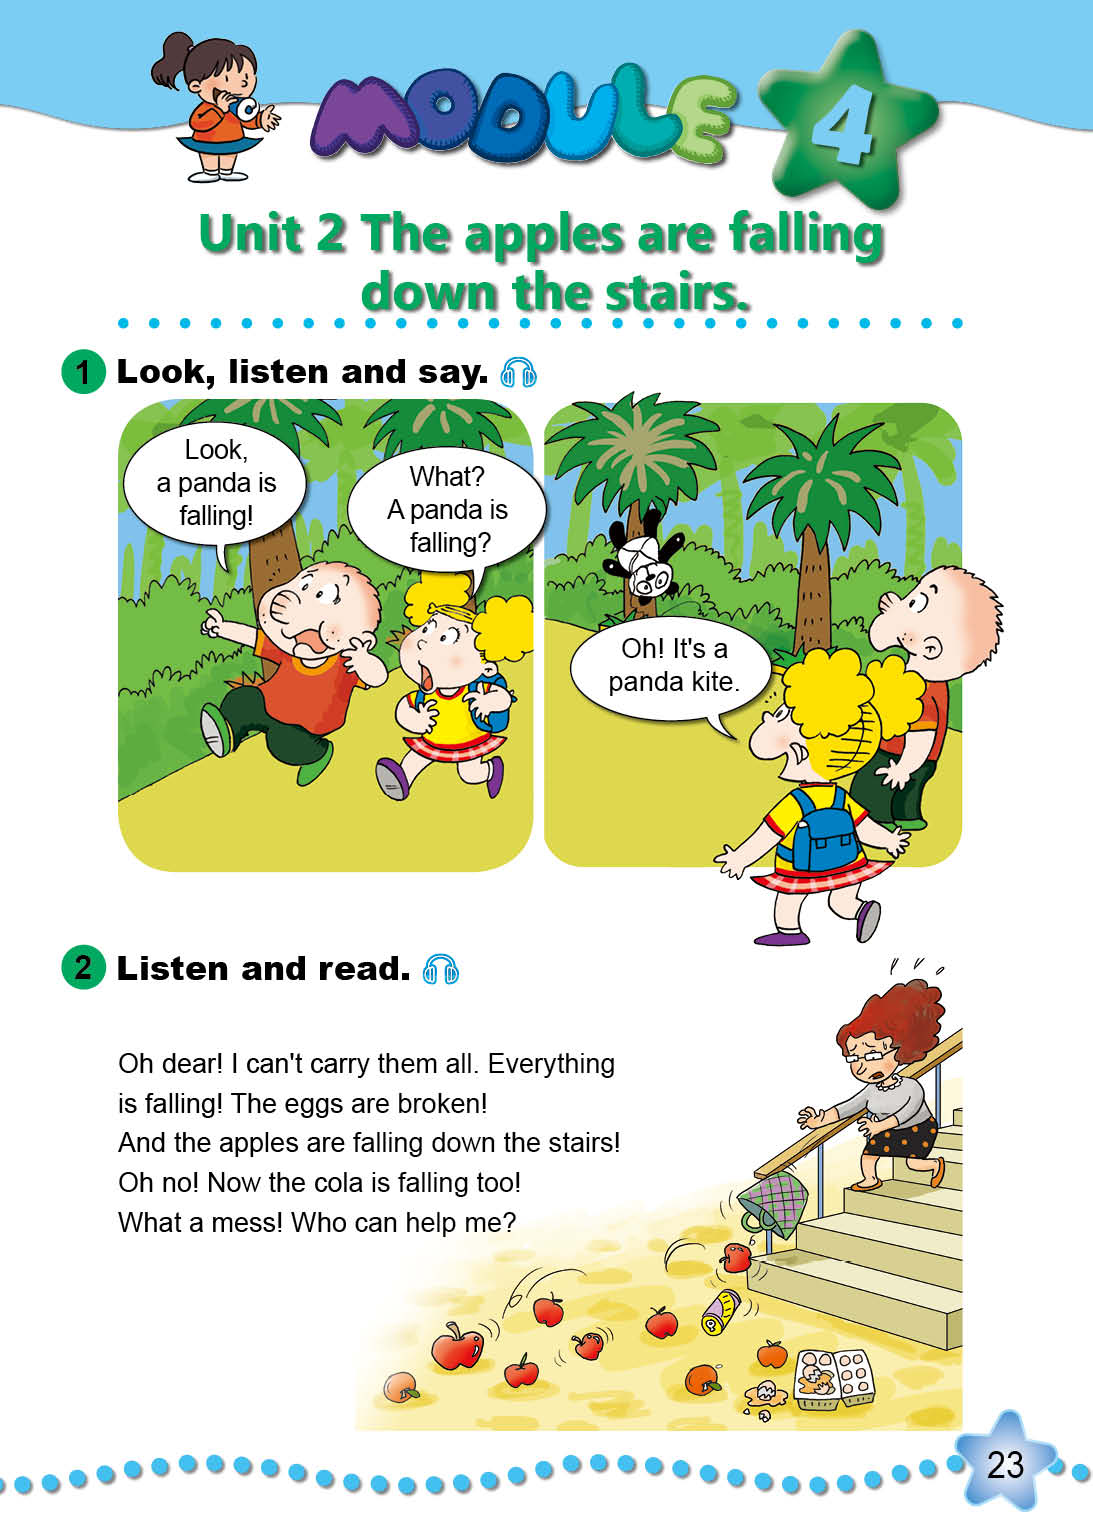 MODULE 4
Unit 2 The apples are falling
down the stairs.
1 Look, listen and say.
Look,
a panda is
falling!
What?
A panda is
falling?
Oh! It's a
panda kite.
2 Listen and read.
Oh dear! I can't carry them all. Everything
is falling! The eggs are broken!
And the apples are falling down the stairs!
Oh no! Now the cola is falling too!
What a mess! Who can help me?
23